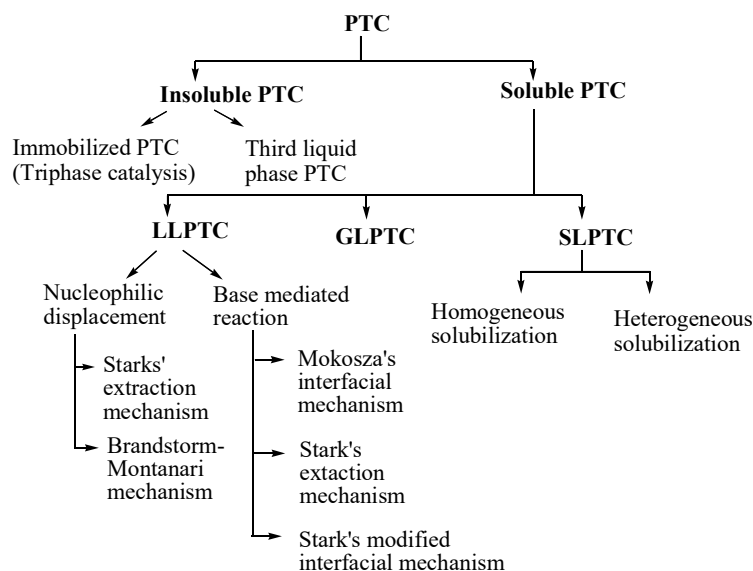 PTC
Insoluble PTC
Soluble PTC
Immobilized PTC
(Triphase catalysis)
Third liquid
phase PTC
LLPTC
GLPTC
SLPTC
Nucleophilic
displacement
Base mediated
reaction
Homogeneous
solubilization
Heterogeneous
solubilization
Starks'
extraction
mechanism
Brandstorm-
Montanari
mechanism
Mokosza's
interfacial
mechanism
Stark's
extaction
mechanism
Stark's modified
interfacial mechanism